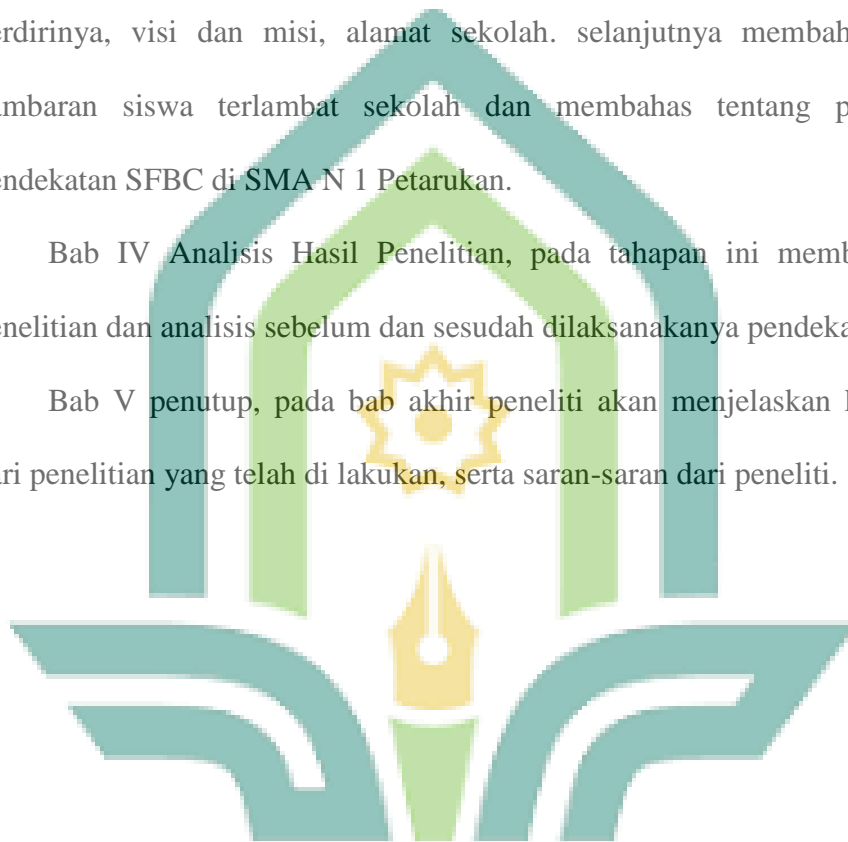 erdirinya, visi dan misi, alamat sekolah. selanjutnya membah
ambaran siswa terlambat sekolah dan membahas tentang p
endekatan SFBC di SMA N 1 Petarukan.
Bab IV Analisis Hasil Penelitian, pada tahapan ini memb
enelitian dan analisis sebelum dan sesudah dilaksanakanya pendeka
Bab V penutup, pada bab akhir peneliti akan menjelaskan
ari penelitian yang telah di lakukan, serta saran-saran dari peneliti.